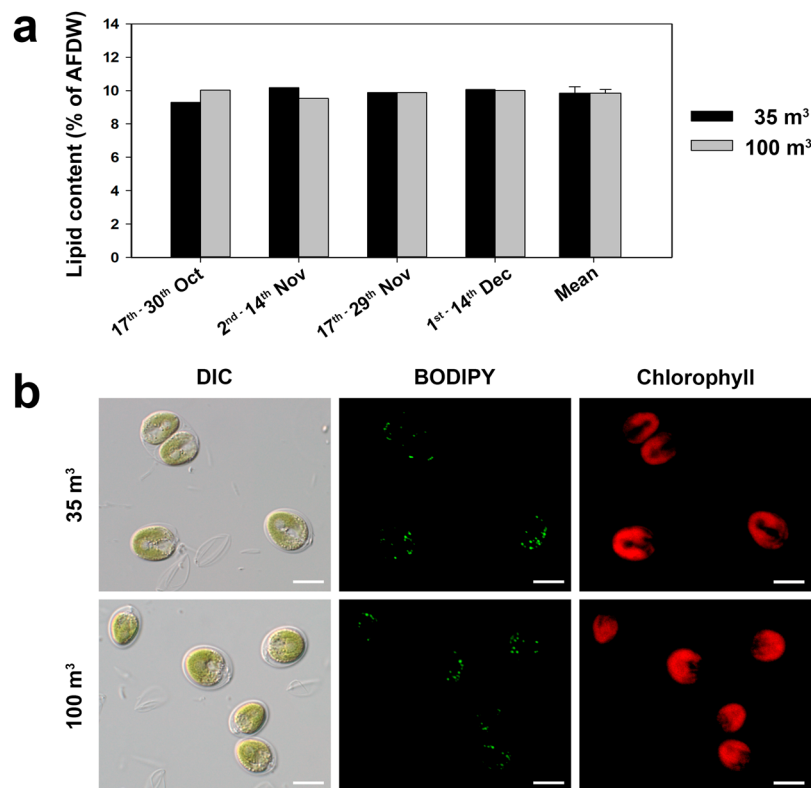 a
Lipid content (% of AFDW)
14
12
10
8
6
4
2
0
17th - 30th Oct
2nd - 14th Nov
17th - 29th Nov
1st - 14th Dec
Mean
35 m³
100 m³
b
DIC
BODIPY
Chlorophyll
35 m³
100 m³